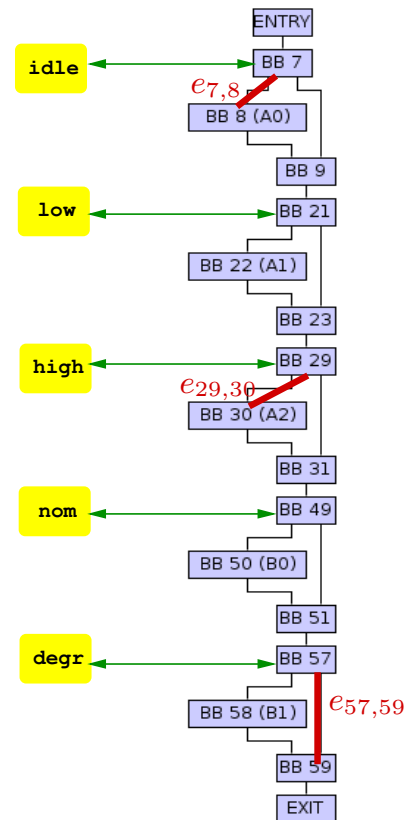 ENTRY
idle
BB 7
e7,8
BB 8 (A0)
BB 9
low
BB 21
BB 22 (A1)
BB 23
high
BB 29
e29,30
BB 30 (A2)
BB 31
nom
BB 49
BB 50 (B0)
BB 51
degr
BB 57
e57,59
BB 58 (B1)
BB 59
EXIT